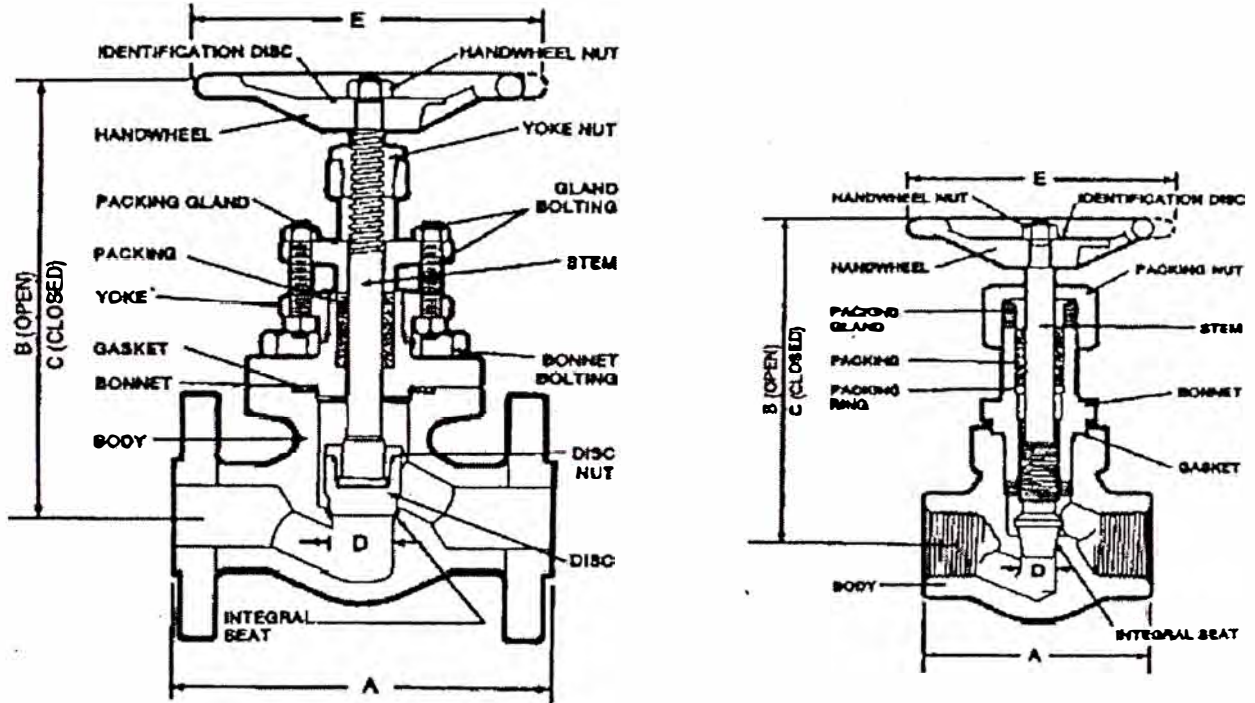 E
IDENTIFICATION DISC
HANDWHEEL NUT
HANDWHEEL
YOKE NUT
PACKING GLAND
GLAND
BOLTING
PACKING
STEM
YOKE
B (OPEN)
C (CLOSED)
GASKET
BONNET
BONNET
BOLTING
BODY
DISC
NUT
D
DISC
INTEGRAL
SEAT
A
E
HANDWHEEL NUT
IDENTIFICATION DISC
HANDWHEEL
PACKING NUT
PACKING
GLAND
STEM
B (OPEN)
C (CLOSED)
PACKING
PACKING
RING
BONNET
GASKET
D
BODY
INTEGRAL SEAT
A